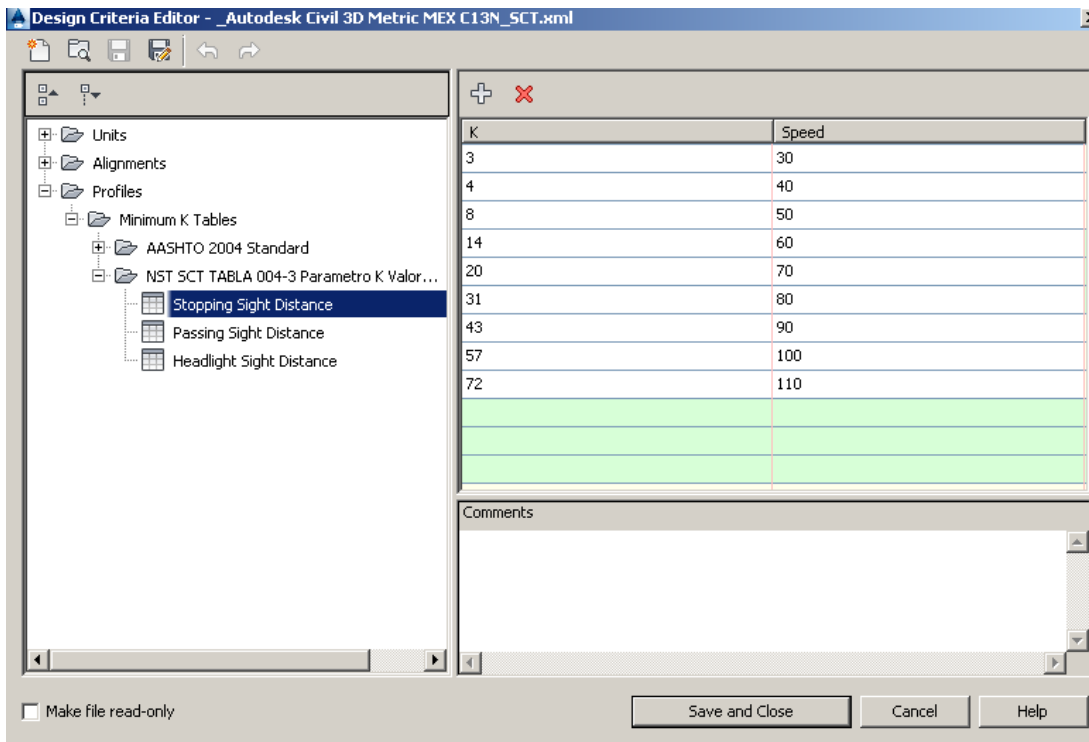 Design Criteria Editor - _Autodesk Civil 3D Metric MEX C13N_SCT.xml
Units
Alignments
Profiles
Minimum K Tables
AASHTO 2004 Standard
NST SCT TABLA 004-3 Parametro K Valor...
Stopping Sight Distance
Passing Sight Distance
Headlight Sight Distance
K Speed
3 30
4 40
8 50
14 60
20 70
31 80
43 90
57 100
72 110
Comments
Make file read-only
Save and Close
Cancel
Help